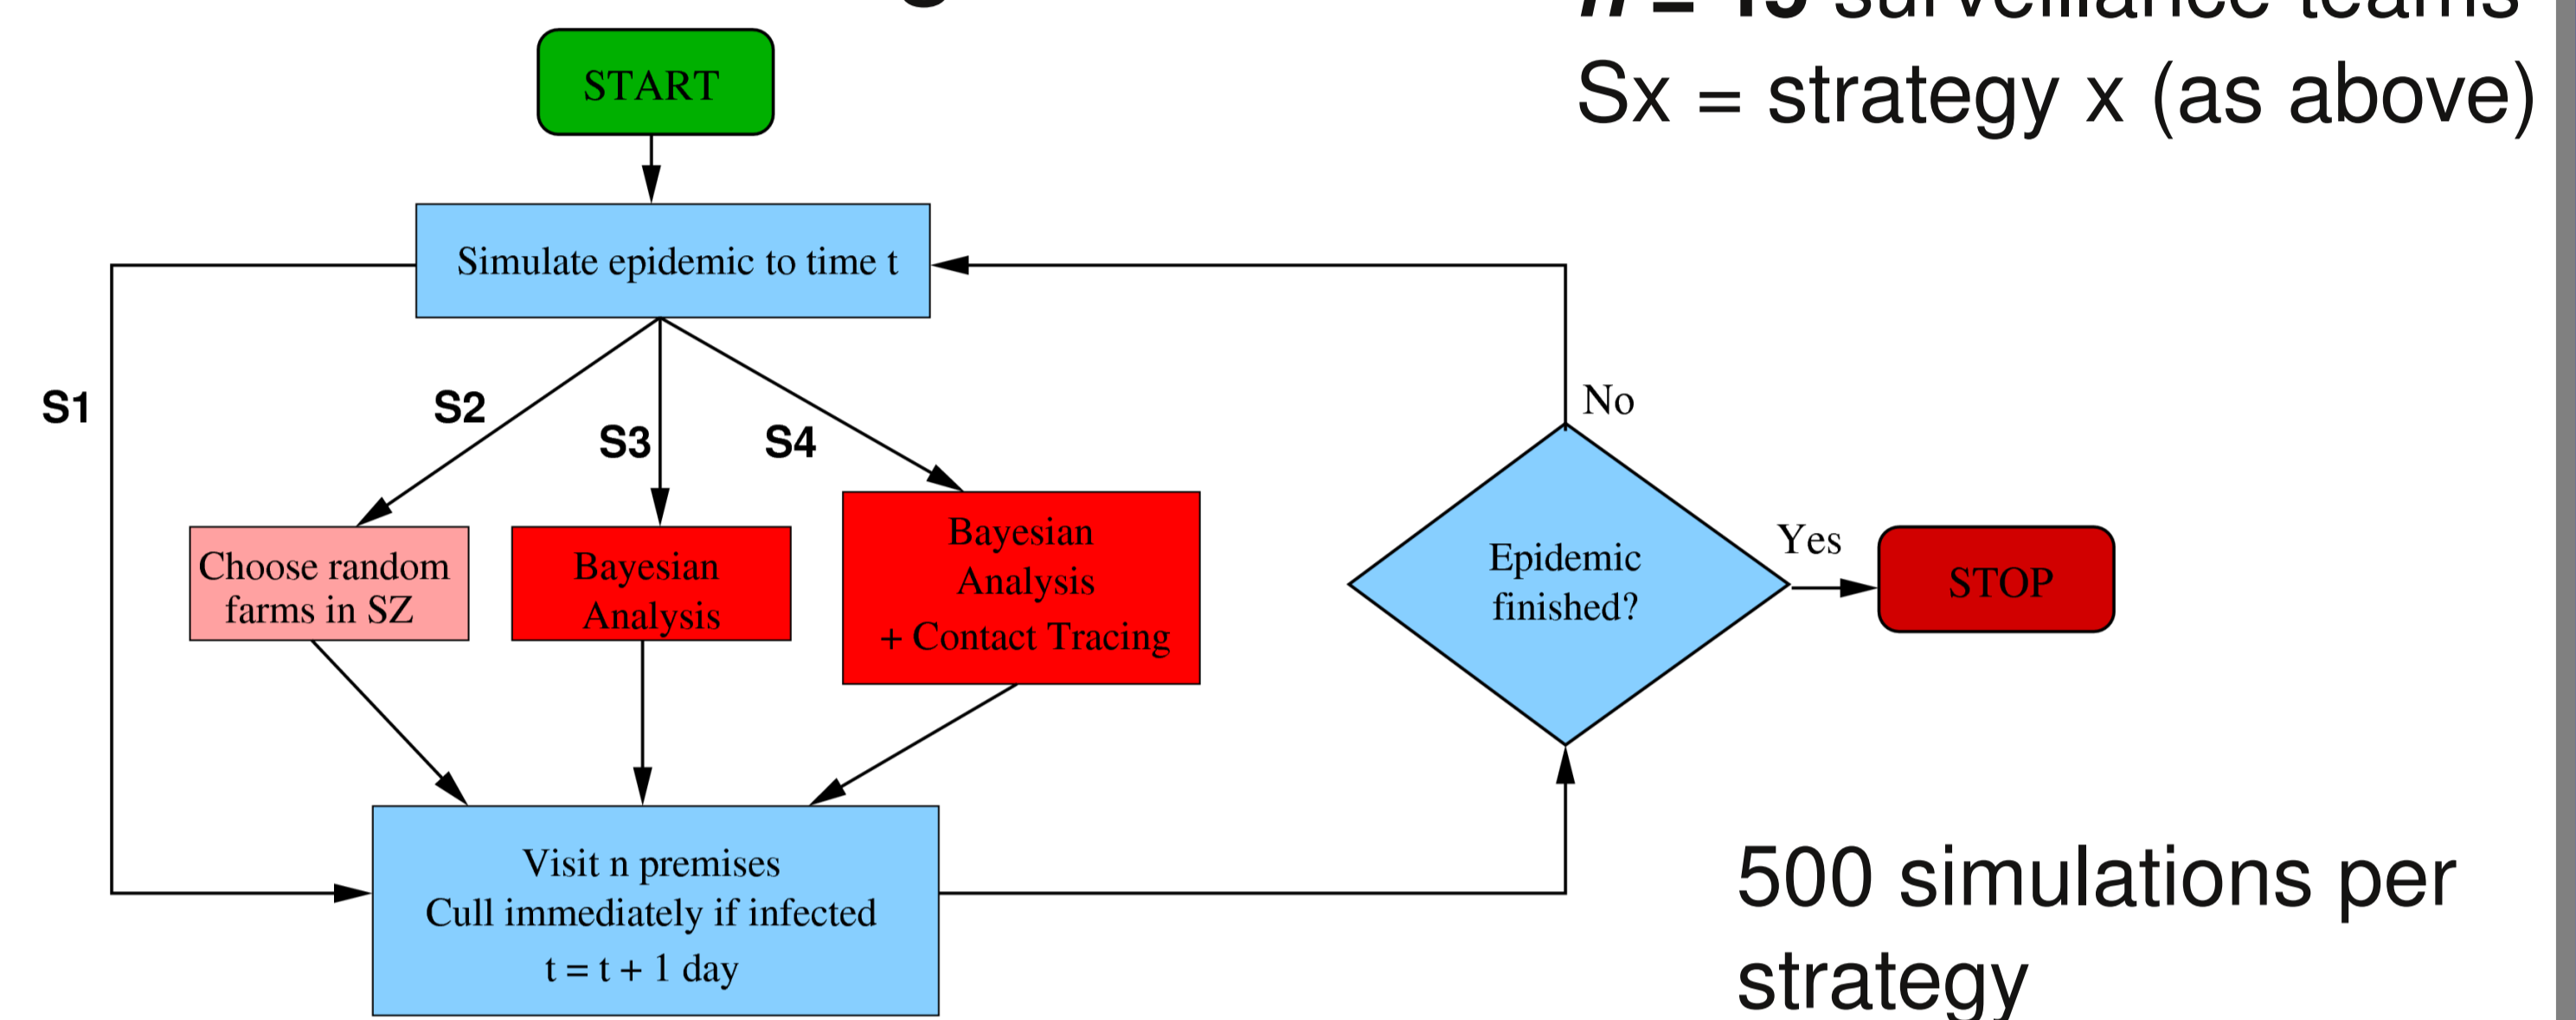 surveillance teams
Sx = strategy x (as above)
START
Simulate epidemic to time t
S1
S2
S3
S4
No
Choose random
farms in SZ
Bayesian
Analysis
Bayesian
Analysis
+ Contact Tracing
Epidemic
finished?
Yes
STOP
Visit n premises
Cull immediately if infected
t = t + 1 day
500 simulations per
strategy